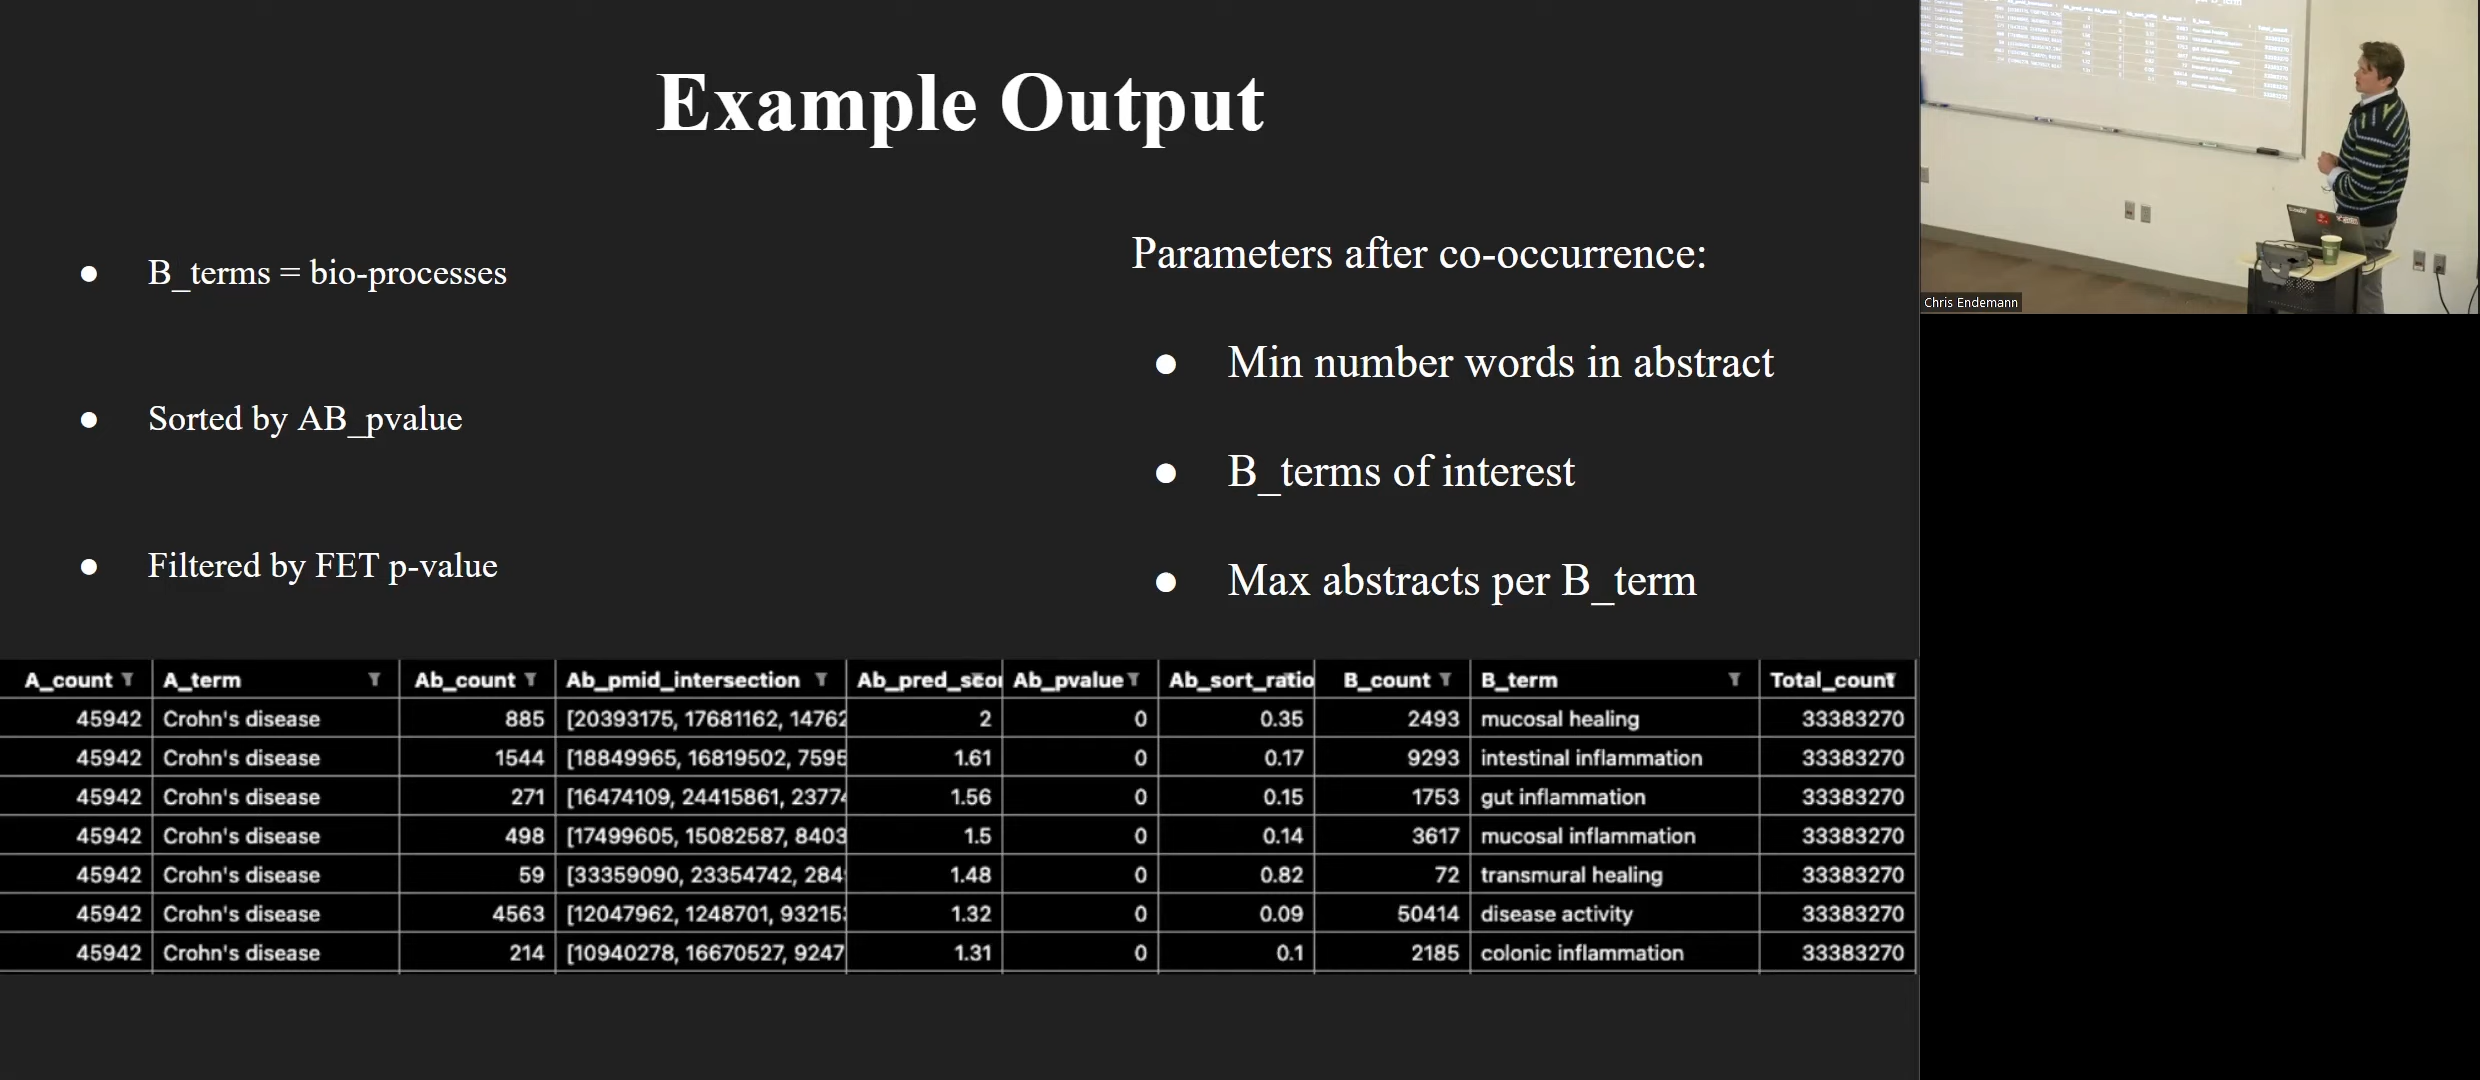 Example Output
● B_terms = bio-processes
● Sorted by AB_pvalue
● Filtered by FET p-value
Parameters after co-occurrence:
● Min number words in abstract
● B_terms of interest
● Max abstracts per B_term
A_count A_term Ab_count Ab_pmid_intersection Ab_pred_scor Ab_pvalue Ab_sort_ratio B_count B_term Total_count
45942 Crohn's disease 885 [20393175, 17681162, 14762 2 0 0.35 2493 mucosal healing 33383270
45942 Crohn's disease 1544 [18849965, 16819502, 7595 1.61 0 0.17 9293 intestinal inflammation 33383270
45942 Crohn's disease 271 [16474109, 24415861, 23774 1.56 0 0.15 1753 gut inflammation 33383270
45942 Crohn's disease 498 [17499605, 15082587, 8403 1.5 0 0.14 3617 mucosal inflammation 33383270
45942 Crohn's disease 59 [33359090, 23354742, 284 1.48 0 0.82 72 transmural healing 33383270
45942 Crohn's disease 4563 [12047962, 1248701, 93215 1.32 0 0.09 50414 disease activity 33383270
45942 Crohn's disease 214 [10940278, 16670527, 9247 1.31 0 0.1 2185 colonic inflammation 33383270
Chris Endemann